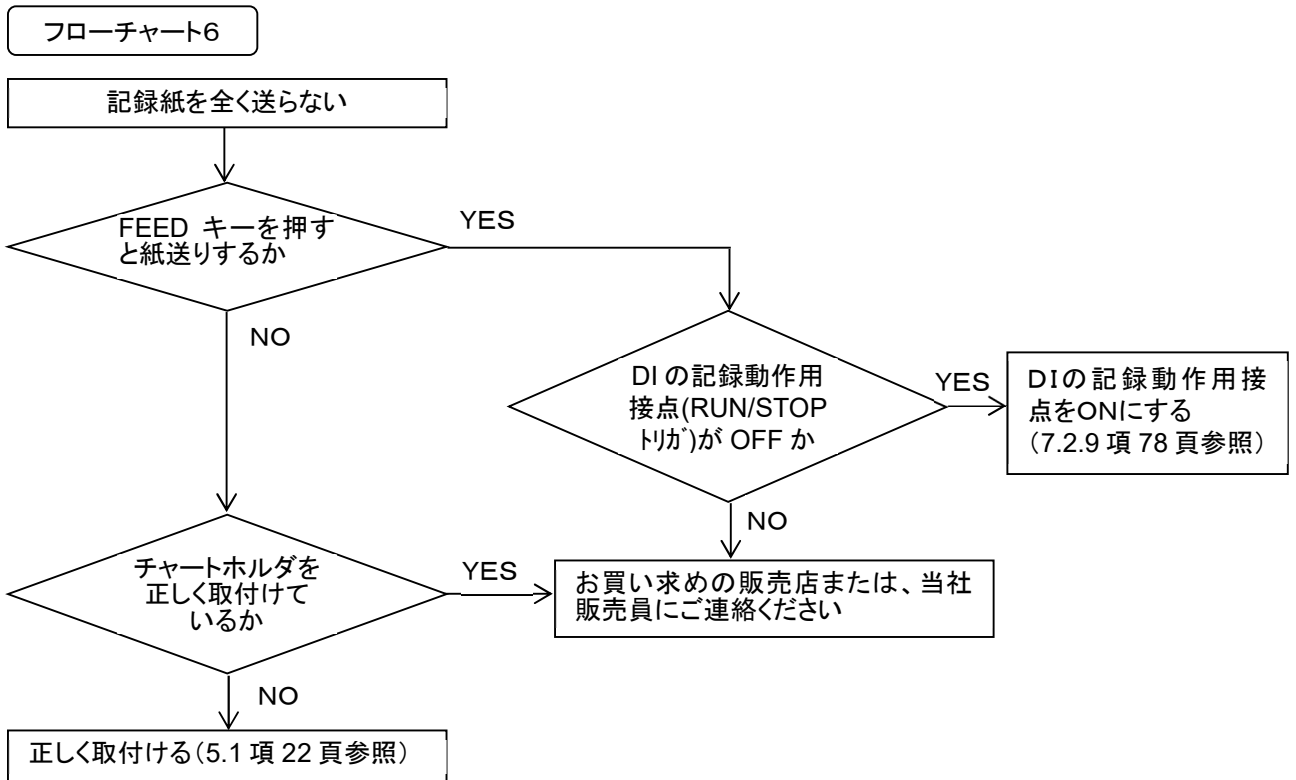 フローチャート6
記録紙を全く送らない
FEED キーを押す
と紙送りするか
YES
NO
DI の記録動作用
接点(RUN/STOP
ﾄﾘｶﾞ)が OFF か
YES
DIの記録動作用接
点をONにする
(7.2.9 項 78 頁参照)
NO
チャートホルダを
正しく取付けて
いるか
YES
お買い求めの販売店または、当社
販売員にご連絡ください
NO
正しく取付ける(5.1 項 22 頁参照)